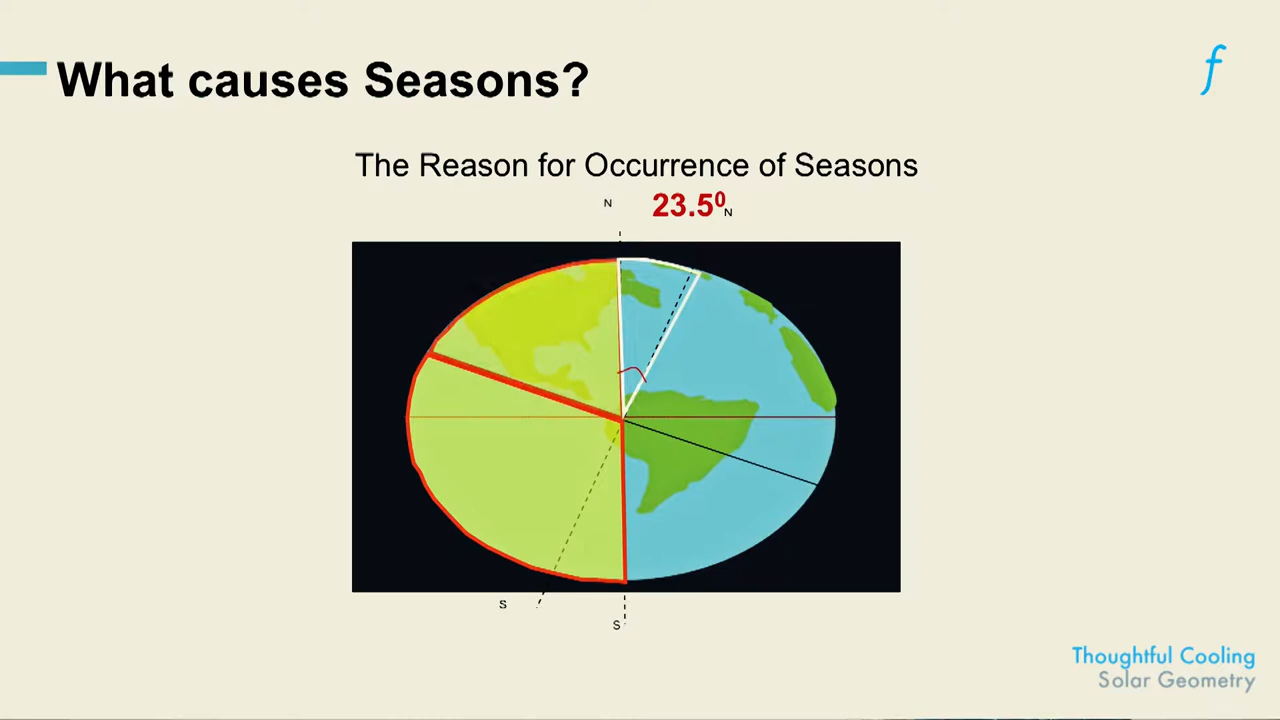 What causes Seasons?
f
The Reason for Occurrence of Seasons
N 23.5⁰ N
S
S
Thoughtful Cooling
Solar Geometry